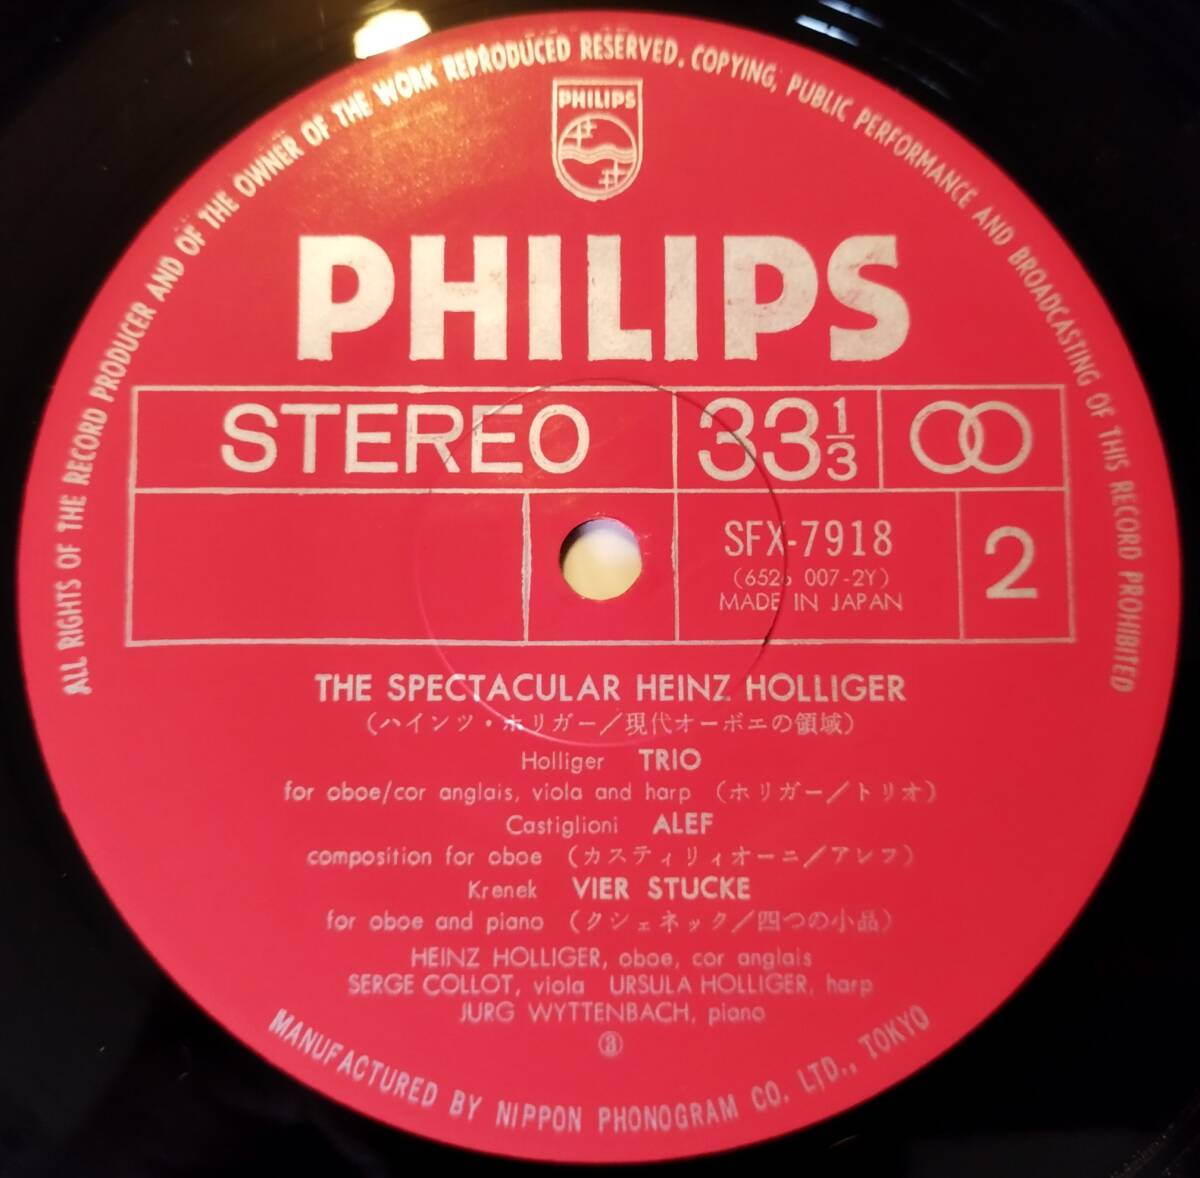 ALL RIGHTS OF THE RECORD PRODUCER AND OF THE OWNER OF THE WORK REPRODUCED RESERVED. COPYING, PUBLIC PERFORMANCE AND BROADCASTING OF THIS RECORD PROHIBITED
PHILIPS
PHILIPS
STEREO 33 1/3
SFX-7918
(6526 007-2Y)
MADE IN JAPAN
2
THE SPECTACULAR HEINZ HOLLIGER
(ハインツ・ホリガー/現代オーボエの領域)
Holliger TRIO
for oboe/cor anglais, viola and harp (ホリガー/トリオ)
Castiglioni ALEF
composition for oboe (カスティリィオーニ/アレフ)
Krenek VIER STUCKE
for oboe and piano (クシェネック/四つの小品)
HEINZ HOLLIGER, oboe, cor anglais
SERGE COLLOT, viola URSULA HOLLIGER, harp
JURG WYTTENBACH, piano
MANUFACTURED BY NIPPON PHONOGRAM CO. LTD., TOKYO